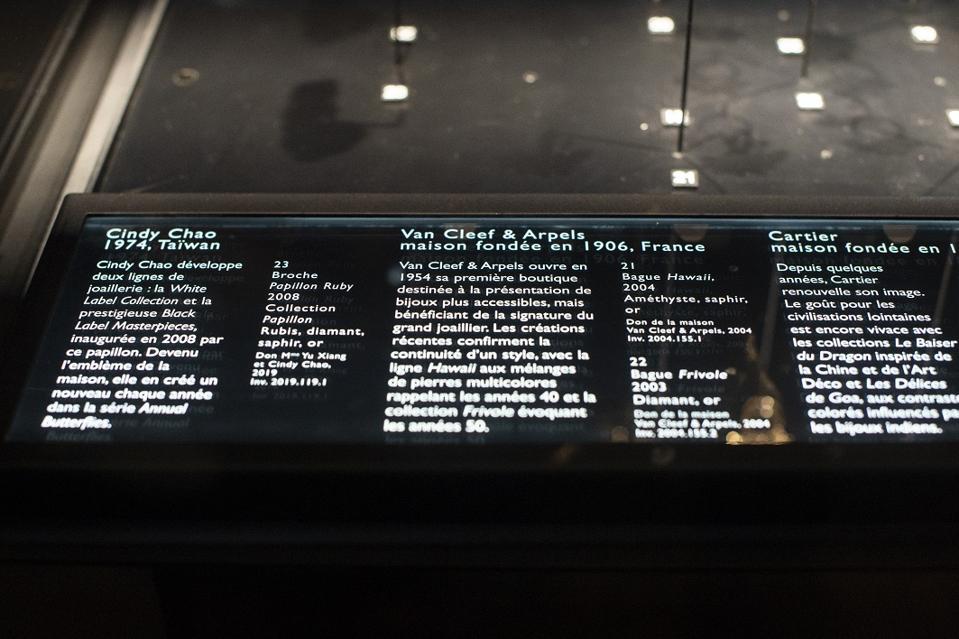 21
Cindy Chao
1974, Taïwan
Cindy Chao développe
deux lignes de
joaillerie : la White
Label Collection et la
prestigieuse Black
Label Masterpieces,
inaugurée en 2008 par
ce papillon. Devenu
l'emblème de la
maison, elle en créé un
nouveau chaque année
dans la série Annual
Butterflies.
23
Broche
Papillon Ruby
2008
Collection
Papillon
Rubis, diamant,
saphir, or
Don Mme Yu Xiang
et Cindy Chao,
2019
Inv. 2019.119.1
Van Cleef & Arpels
maison fondée en 1906, France
Van Cleef & Arpels ouvre en
1954 sa première boutique
destinée à la présentation de
bijoux plus accessibles, mais
bénéficiant de la signature du
grand joaillier. Les créations
récentes confirment la
continuité d'un style, avec la
ligne Hawaii aux mélanges
de pierres multicolores
rappelant les années 40 et la
collection Frivole évoquant
les années 50.
21
Bague Hawaii,
2004
Améthyste, saphir,
or
Don de la maison
Van Cleef & Arpels, 2004
Inv. 2004.155.1
22
Bague Frivole
2003
Diamant, or
Don de la maison
Van Cleef & Arpels, 2004
Inv. 2004.155.2
Cartier
maison fondée en 1
Depuis quelques
années, Cartier
renouvelle son image.
Le goût pour les
civilisations lointaines
est encore vivace avec
les collections Le Baiser
du Dragon inspirée de
la Chine et de l'Art
Déco et Les Délices
de Goa, aux contraste
colorés influencés pa
les bijoux indiens.